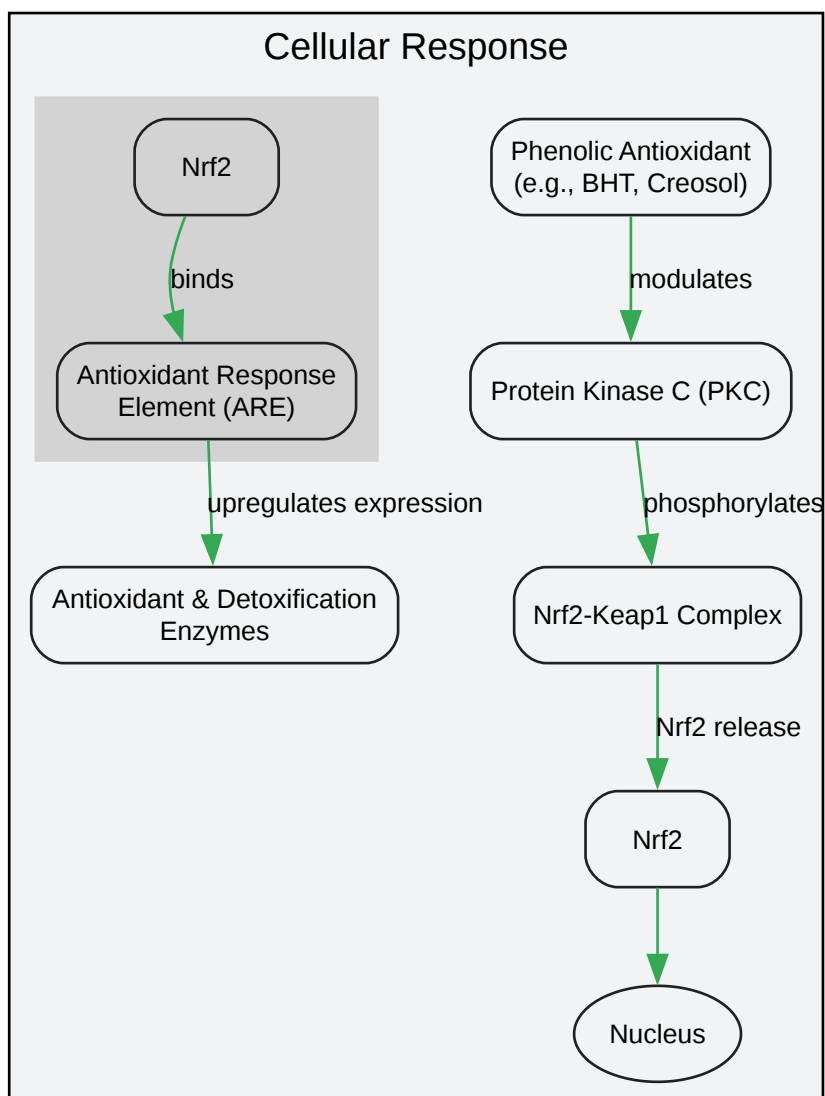 Cellular Response
Nrf2
binds
Antioxidant Response
Element (ARE)
upregulates expression
Antioxidant & Detoxification
Enzymes
Phenolic Antioxidant
(e.g., BHT, Creosol)
modulates
Protein Kinase C (PKC)
phosphorylates
Nrf2-Keap1 Complex
Nrf2 release
Nrf2
Nucleus